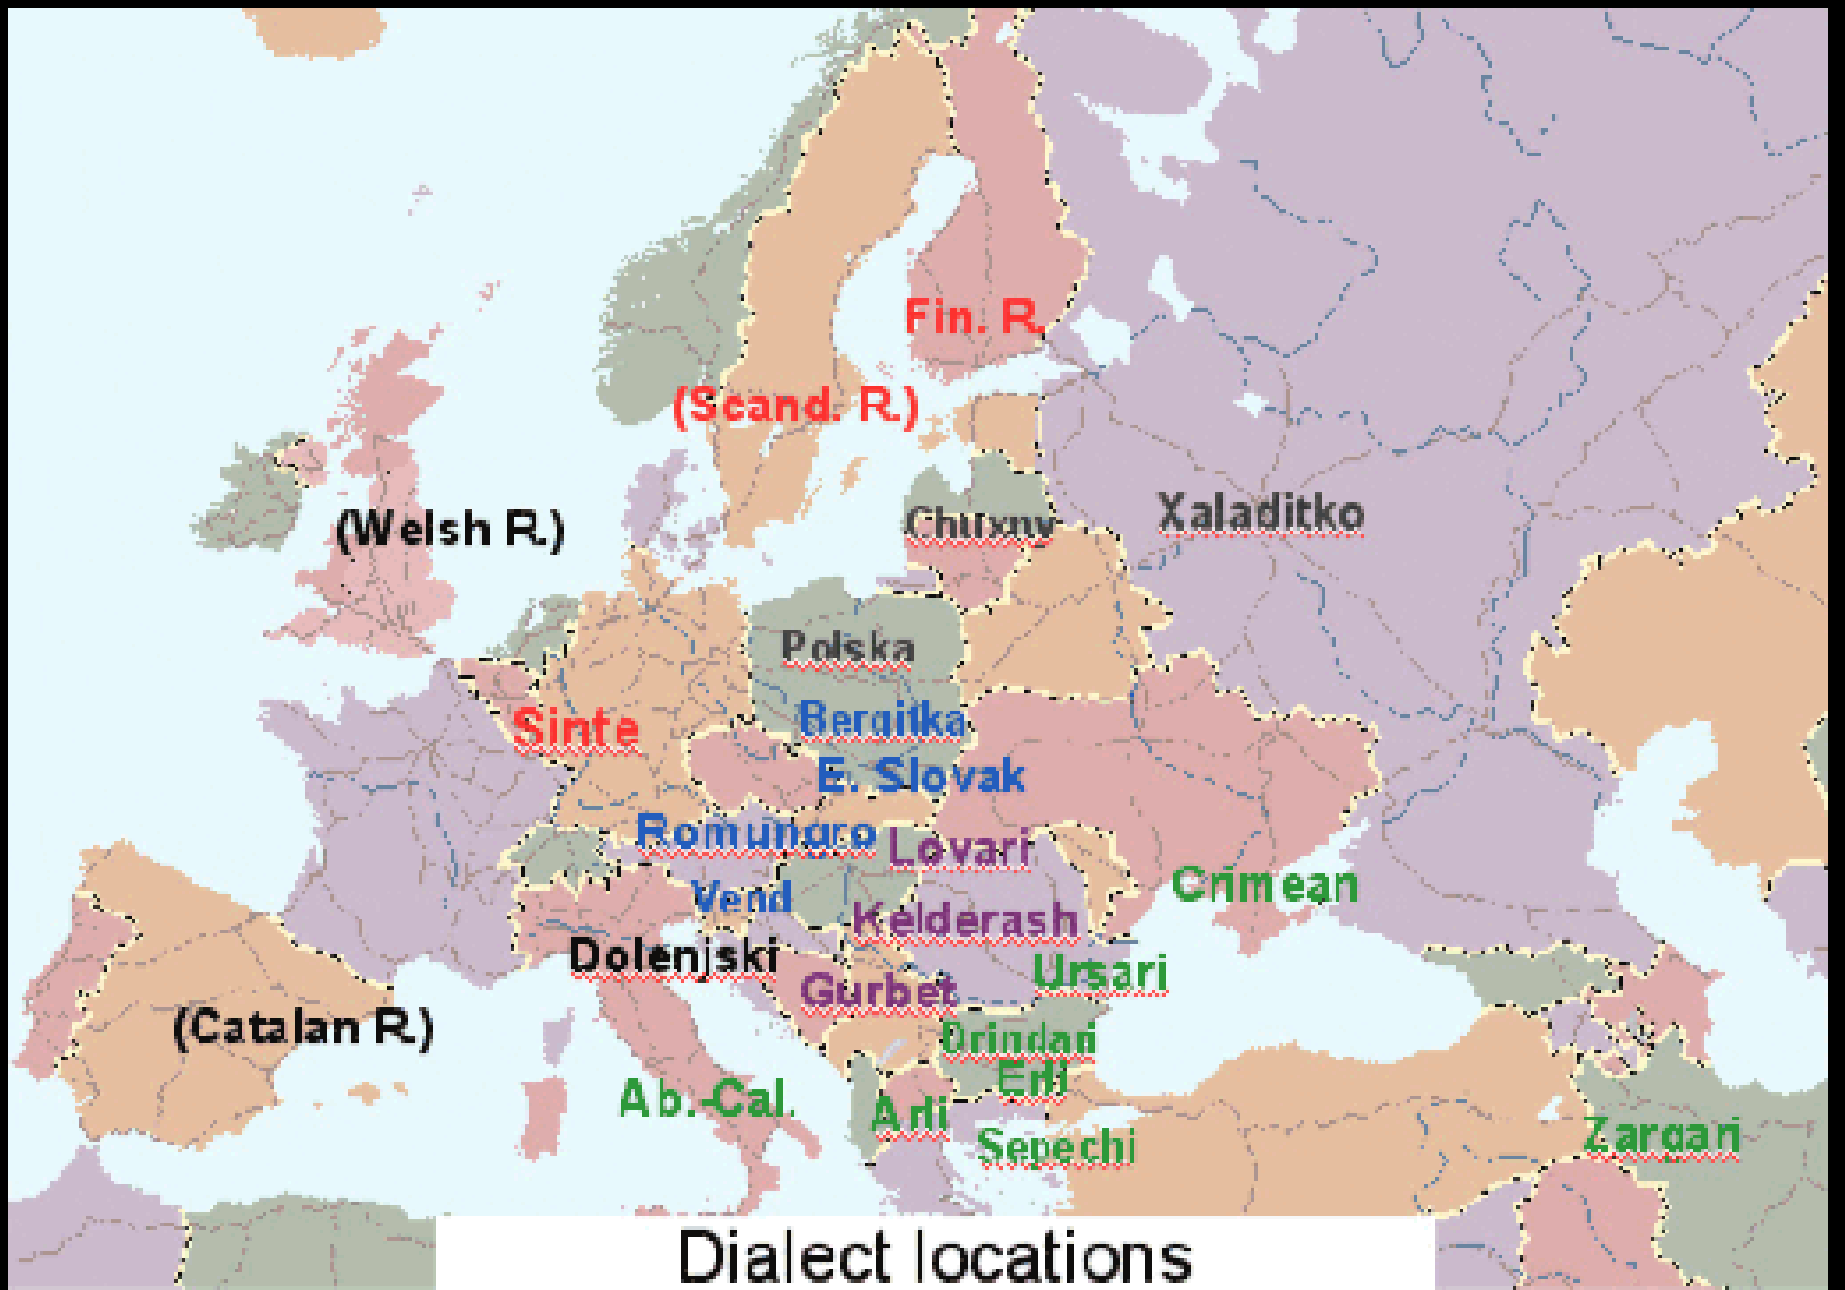 Fin. R.
(Scand. R.)
Xaladitko
Chuxny
(Welsh R.)
Polska
Bergitka
Sinte
E. Slovak
Romungro
Lovari
Crimean
Vend
Kelderash
Dolenjski
Ursari
Gurbet
(Catalan R.)
Drindari
Erli
Ab.-Cal.
Arli
Zargari
Sepechi
Dialect locations